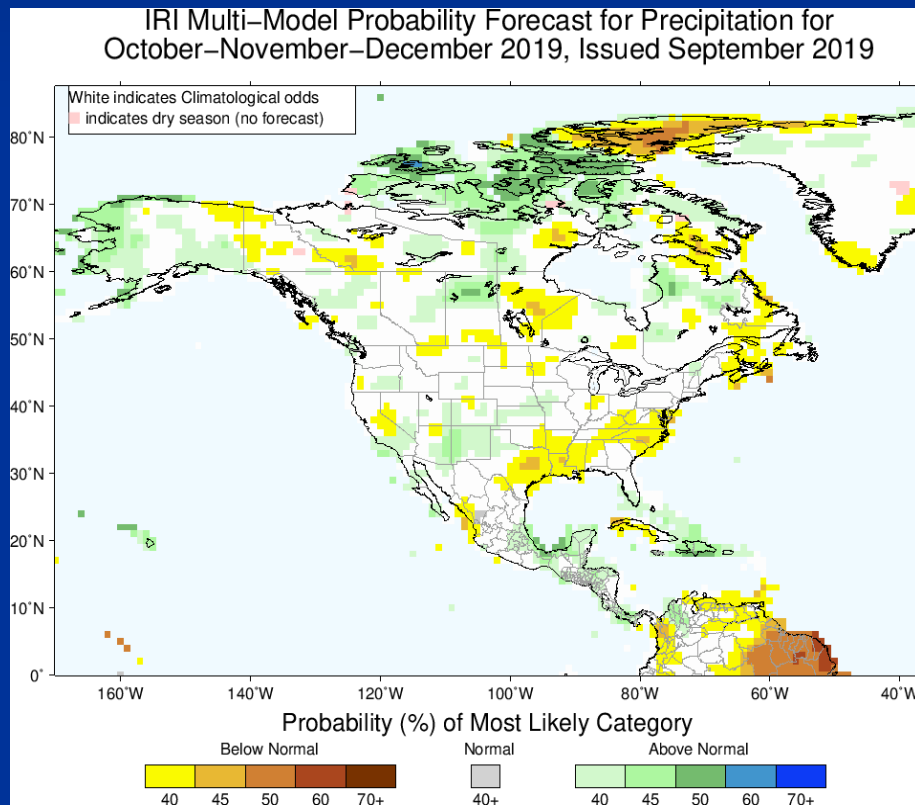 IRI Multi−Model Probability Forecast for Precipitation for
October−November−December 2019, Issued September 2019
White indicates Climatological odds
indicates dry season (no forecast)
80˚N
70˚N
60˚N
50˚N
40˚N
30˚N
20˚N
10˚N
0˚
160˚W 140˚W 120˚W 100˚W 80˚W 60˚W 40˚W
Probability (%) of Most Likely Category
Below Normal Normal Above Normal
40 45 50 60 70+ 40+ 40 45 50 60 70+